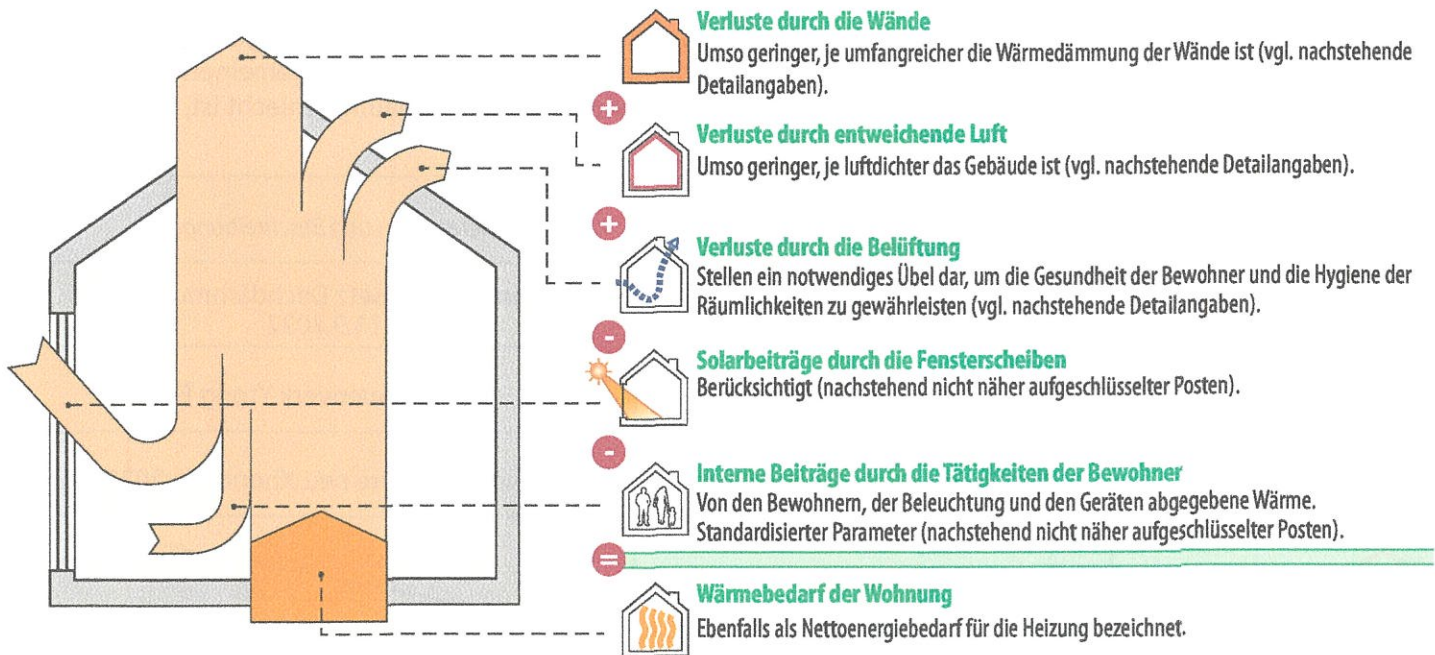 Verluste durch die Wände
Umso geringer, je umfangreicher die Wärmedämmung der Wände ist (vgl. nachstehende
Detailangaben).
+
Verluste durch entweichende Luft
Umso geringer, je luftdichter das Gebäude ist (vgl. nachstehende Detailangaben).
+
Verluste durch die Belüftung
Stellen ein notwendiges Übel dar, um die Gesundheit der Bewohner und die Hygiene der
Räumlichkeiten zu gewährleisten (vgl. nachstehende Detailangaben).
-
Solarbeiträge durch die Fensterscheiben
Berücksichtigt (nachstehend nicht näher aufgeschlüsselter Posten).
-
Interne Beiträge durch die Tätigkeiten der Bewohner
Von den Bewohnern, der Beleuchtung und den Geräten abgegebene Wärme.
Standardisierter Parameter (nachstehend nicht näher aufgeschlüsselter Posten).
=
Wärmebedarf der Wohnung
Ebenfalls als Nettoenergiebedarf für die Heizung bezeichnet.